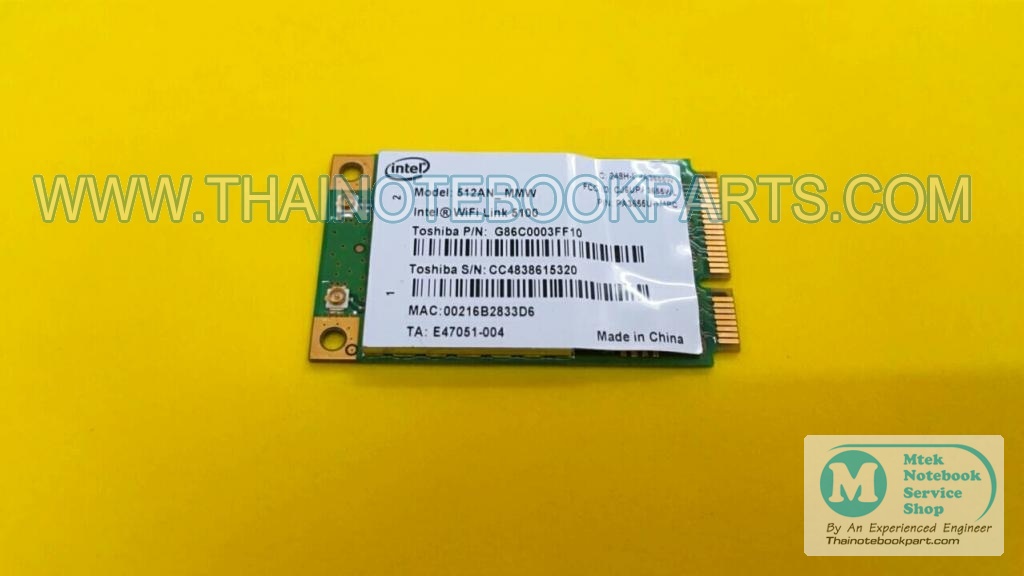 intel
Model: 512AN_MMW
Intel® WiFi Link 5100
Toshiba P/N: G86C0003FF10
Toshiba S/N: CC4838615320
MAC:00216B2833D6
TA: E47051-004
Made in China
2
1
WWW.THAINOTEBOOKPARTS.COM
M
Mtek
Notebook
Service
Shop
By An Experienced Engineer
Thainotebookpart.com